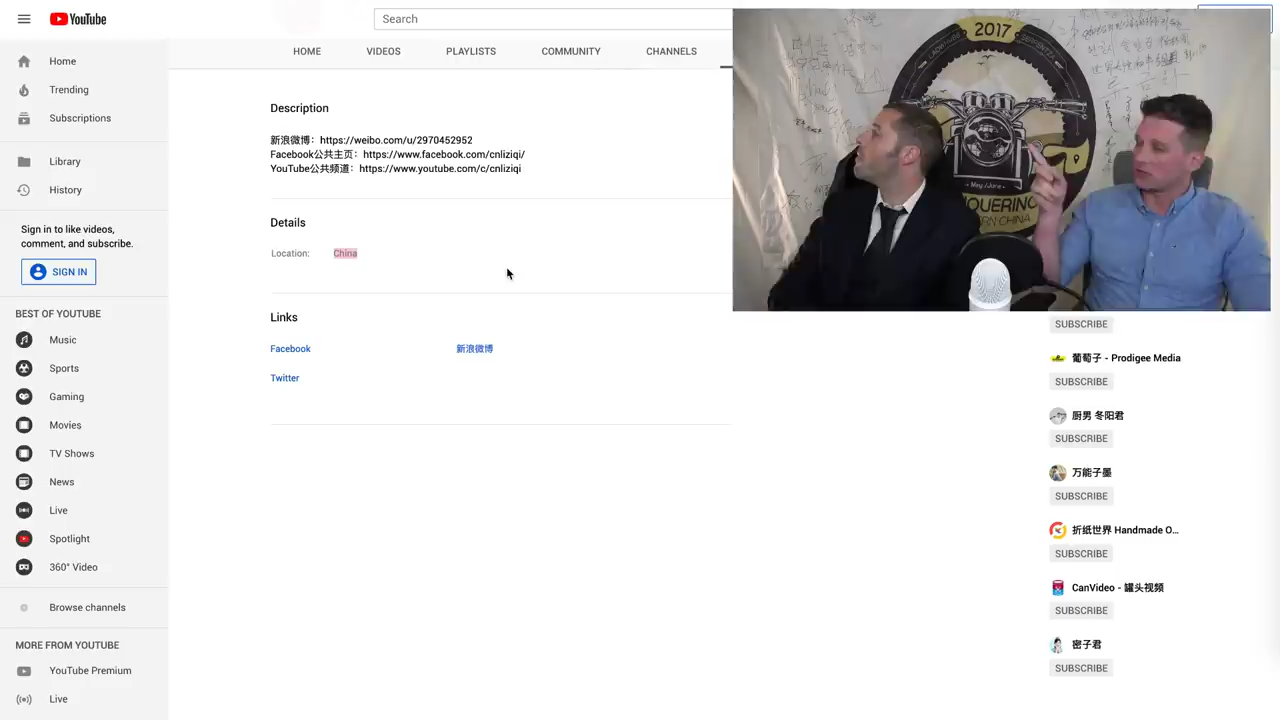 YouTube
Search
HOME
VIDEOS
PLAYLISTS
COMMUNITY
CHANNELS
Home
Trending
Subscriptions
Library
History
Sign in to like videos,
comment, and subscribe.
SIGN IN
BEST OF YOUTUBE
Music
Sports
Gaming
Movies
TV Shows
News
Live
Spotlight
360° Video
Browse channels
MORE FROM YOUTUBE
YouTube Premium
Live
Description
新浪微博：https://weibo.com/u/2970452952
Facebook公共主页：https://www.facebook.com/cnliziqi/
YouTube公共频道：https://www.youtube.com/c/cnliziqi
Details
Location:
China
Links
Facebook
新浪微博
Twitter
2017
May / June
SUBSCRIBE
葡萄子 - Prodigee Media
SUBSCRIBE
厨男 冬阳君
SUBSCRIBE
万能子墨
SUBSCRIBE
折纸世界 Handmade O...
SUBSCRIBE
CanVideo - 罐头视频
SUBSCRIBE
密子君
SUBSCRIBE